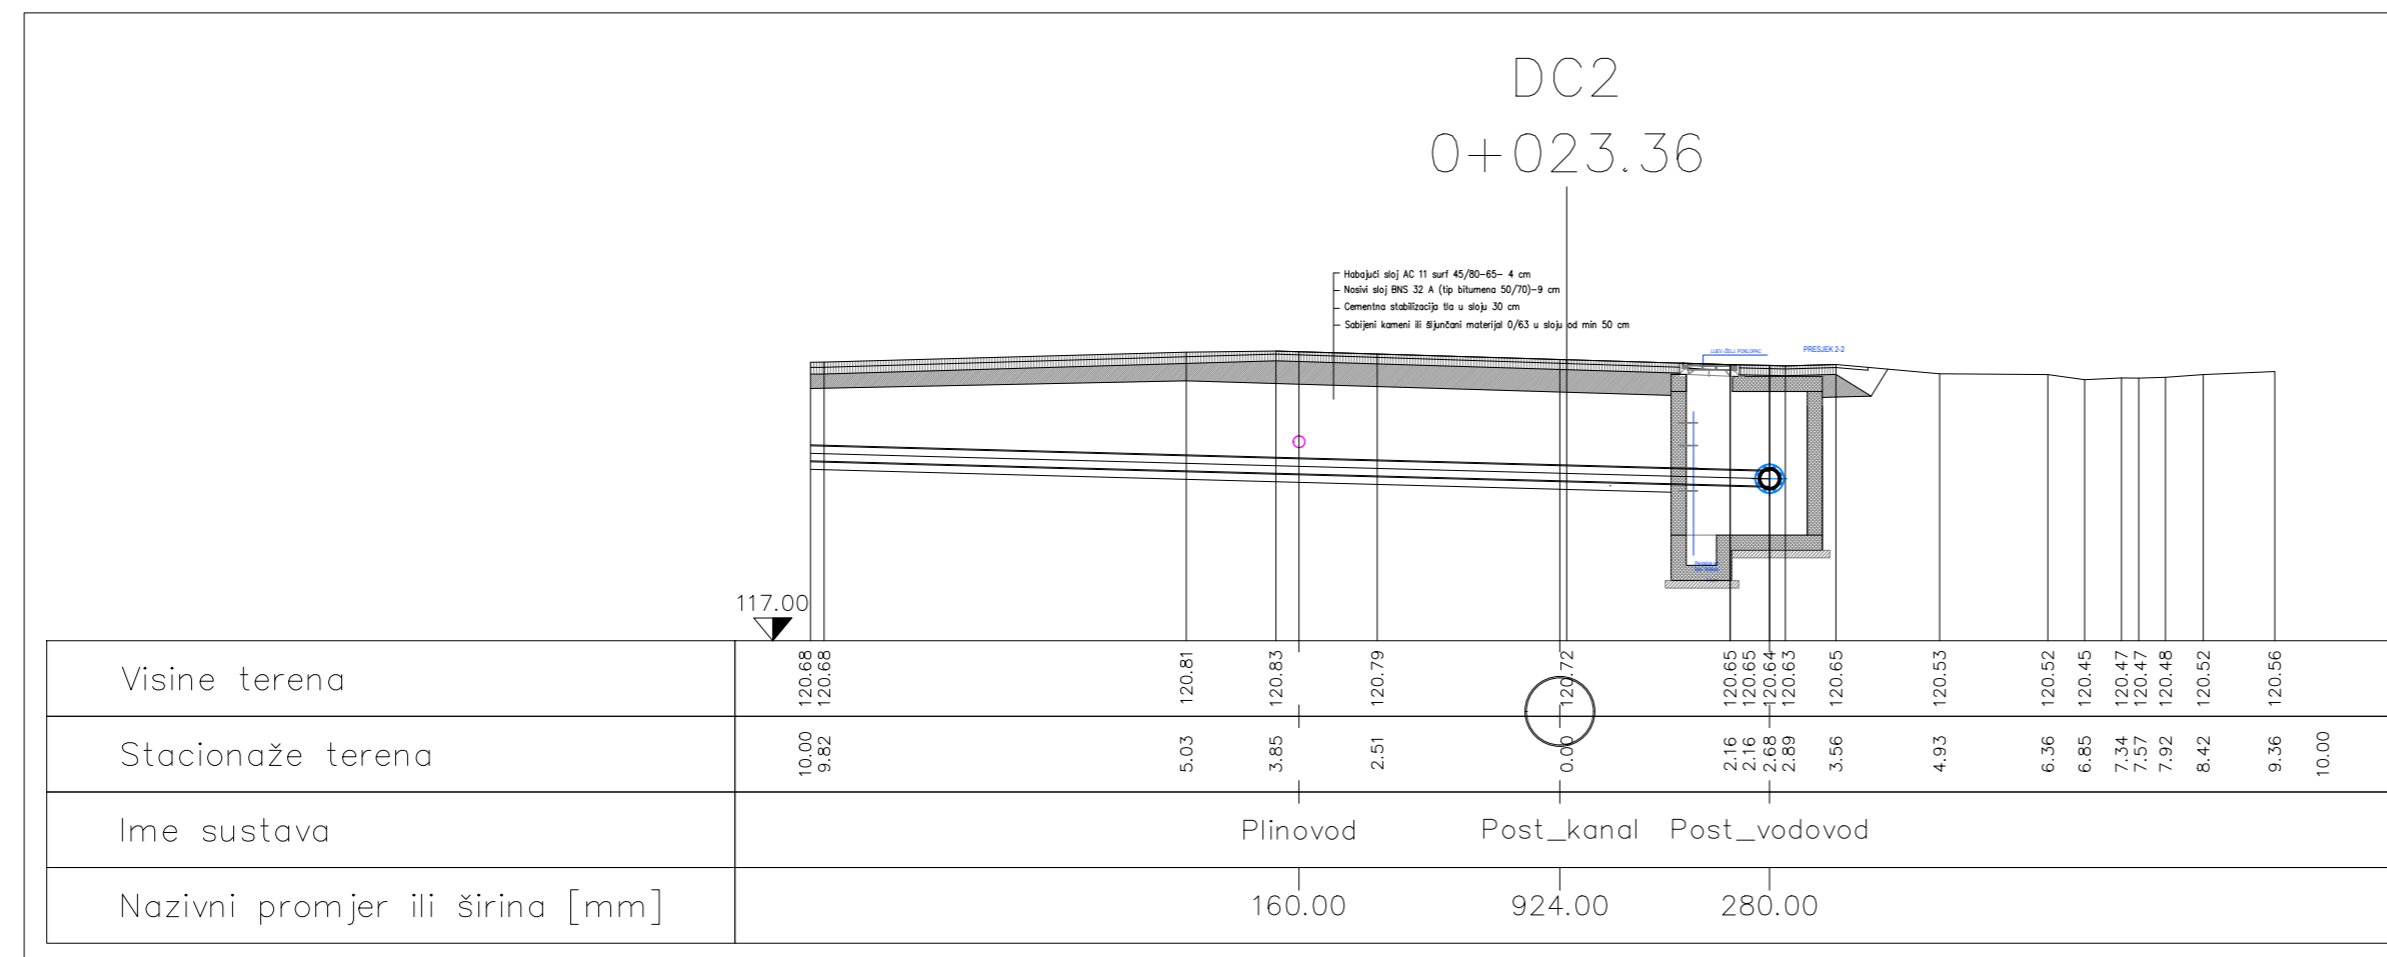 DC2
0+023.36
Habajući sloj AC 11 surf 45/80-65- 4 cm
Nosivi sloj BNS 32 A (tip bitumena 50/70)-9 cm
Cementna stabilizacija tla u sloju 30 cm
Sabijeni kameni ili šljunčani materijal 0/63 u sloju od min 50 cm
LIJEV.-ŽELJ. POKLOPAC
PRESJEK 2-2
117.00
Visine terena 120.68 120.68 120.81 120.83 120.79 120.72 120.65 120.65 120.64 120.63 120.65 120.53 120.52 120.45 120.47 120.47 120.48 120.52 120.56
Stacionaže terena 10.00 9.82 5.03 3.85 2.51 0.00 2.16 2.16 2.68 2.89 3.56 4.93 6.36 6.85 7.34 7.57 7.92 8.42 9.36 10.00
Ime sustava Plinovod Post_kanal Post_vodovod
Nazivni promjer ili širina [mm] 160.00 924.00 280.00